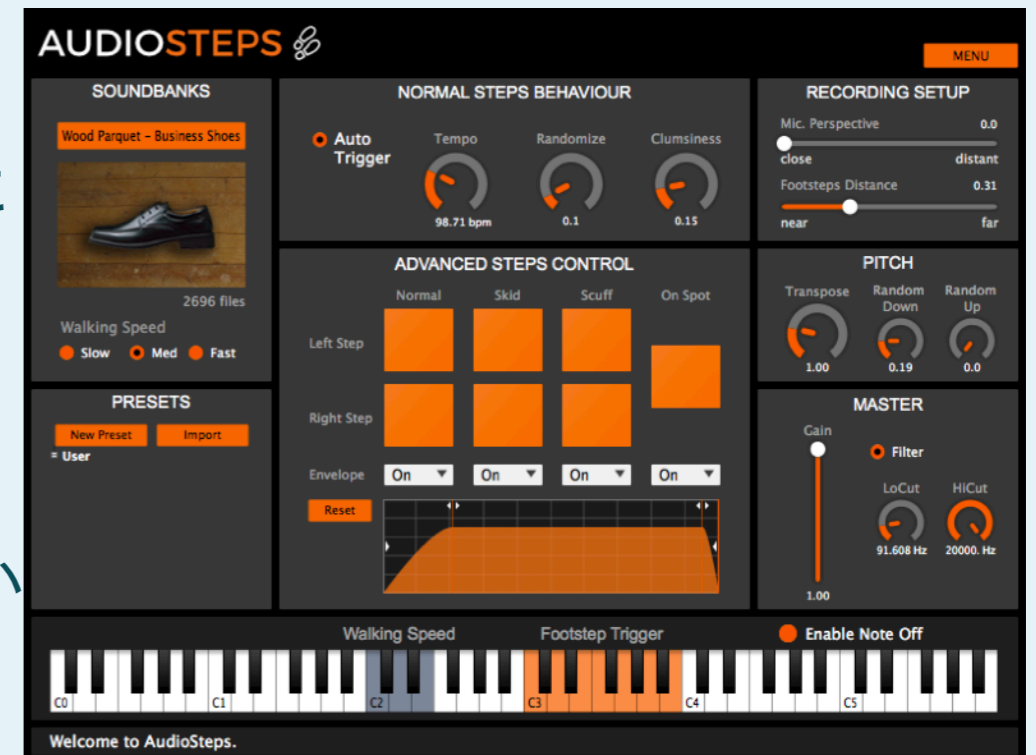 AUDIOSTEPS
MENU
SOUNDBANKS
Wood Parquet - Business Shoes
2696 files
Walking Speed
Slow Med Fast
PRESETS
New Preset Import
User
NORMAL STEPS BEHAVIOUR
Auto
Trigger
Tempo Randomize Clumsiness
98.71 bpm 0.1 0.15
ADVANCED STEPS CONTROL
Normal Skid Scuff On Spot
Left Step
Right Step
Envelope On On On On
Reset
RECORDING SETUP
Mic. Perspective 0.0
close distant
Footsteps Distance 0.31
near far
PITCH
Transpose Random Down Random Up
1.00 0.19 0.0
MASTER
Gain
Filter
LoCut HiCut
91.608 Hz 20000. Hz
1.00
Walking Speed Footstep Trigger Enable Note Off
C0 C1 C2 C3 C4 C5
Welcome to AudioSteps.